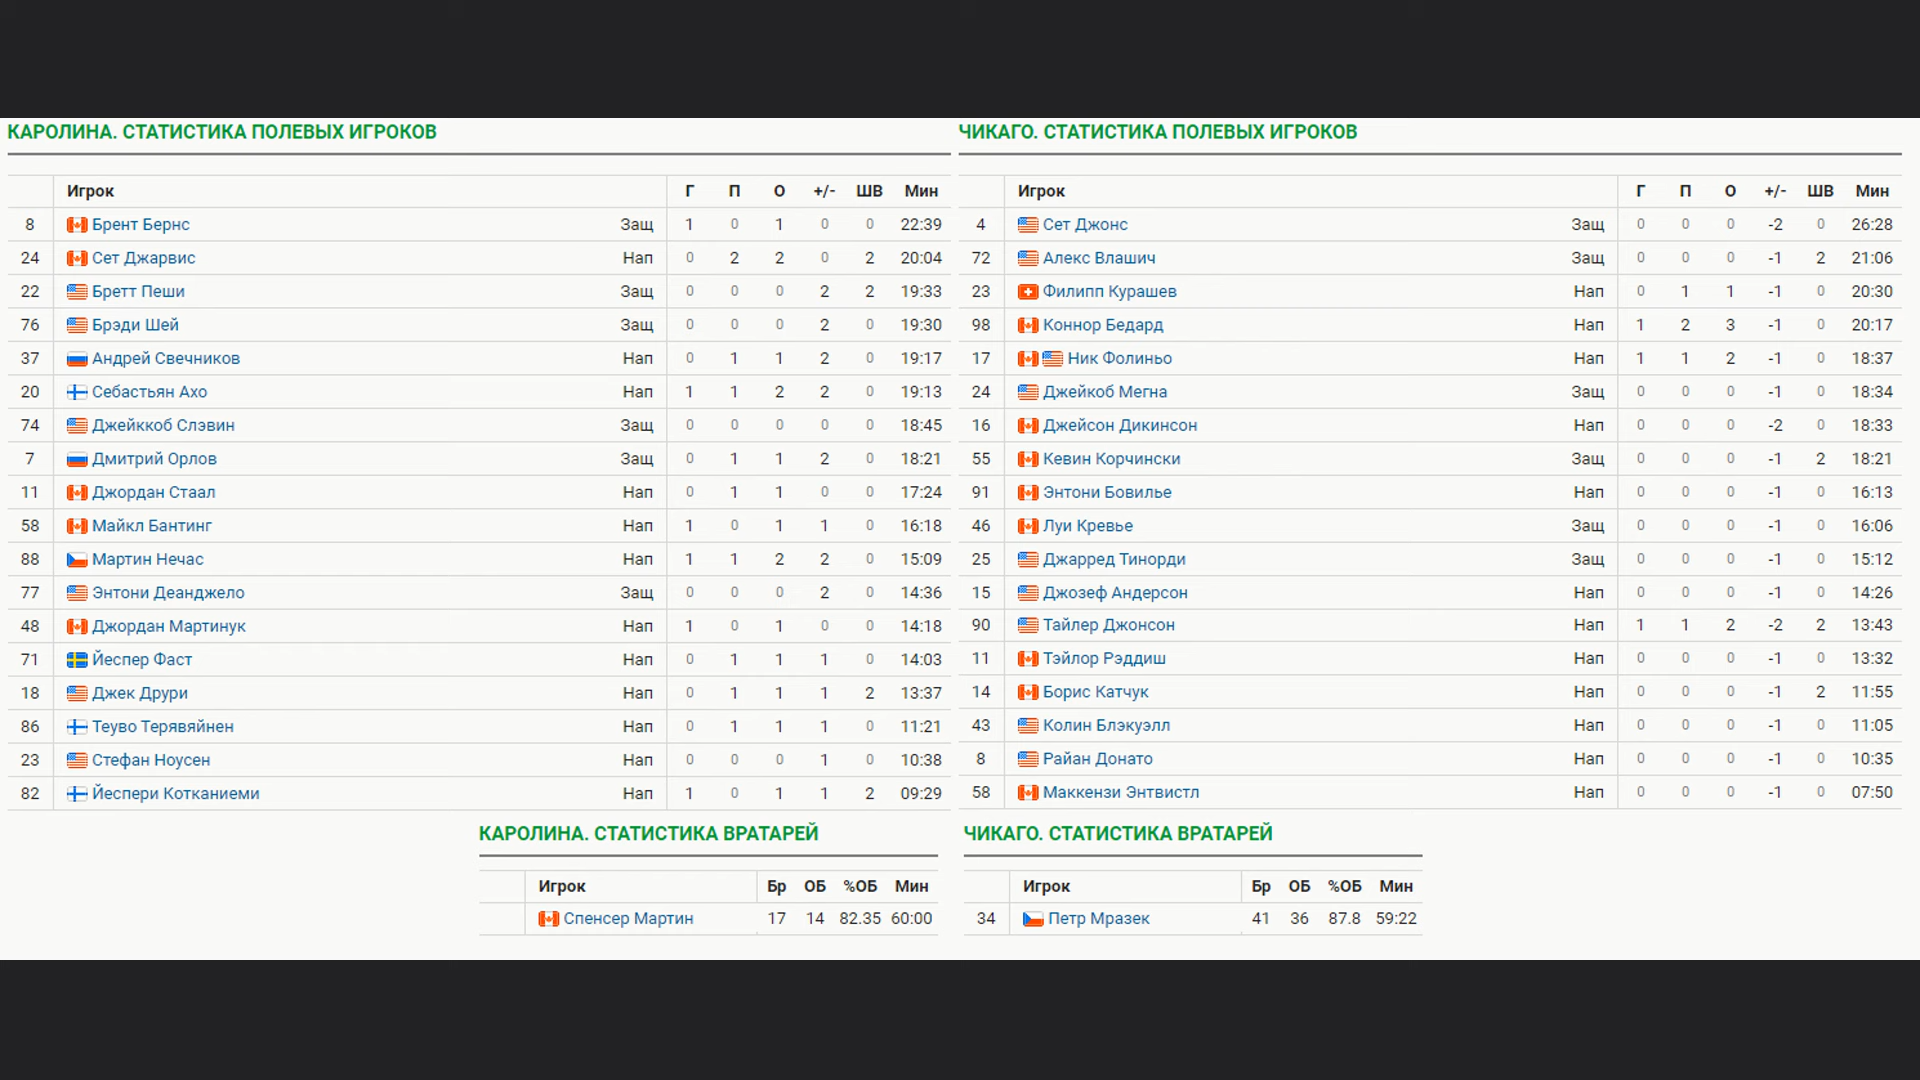 КАРОЛИНА. СТАТИСТИКА ПОЛЕВЫХ ИГРОКОВ
Игрок Г П О +/- ШВ Мин
8 Брент Бернс Защ 1 0 1 0 0 22:39
24 Сет Джарвис Нап 0 2 2 0 2 20:04
22 Бретт Пеши Защ 0 0 0 2 2 19:33
76 Брэди Шей Защ 0 0 0 2 0 19:30
37 Андрей Свечников Нап 0 1 1 2 0 19:17
20 Себастьян Ахо Нап 1 1 2 2 0 19:13
74 Джейккоб Слэвин Защ 0 0 0 0 0 18:45
7 Дмитрий Орлов Защ 0 1 1 2 0 18:21
11 Джордан Стаал Нап 0 1 1 0 0 17:24
58 Майкл Бантинг Нап 1 0 1 1 0 16:18
88 Мартин Нечас Нап 1 1 2 2 0 15:09
77 Энтони Деанджело Защ 0 0 0 2 0 14:36
48 Джордан Мартинук Нап 1 0 1 0 0 14:18
71 Йеспер Фаст Нап 0 1 1 1 0 14:03
18 Джек Друри Нап 0 1 1 1 2 13:37
86 Теуво Терявяйнен Нап 0 1 1 1 0 11:21
23 Стефан Ноусен Нап 0 0 0 1 0 10:38
82 Йеспери Котканиеми Нап 1 0 1 1 2 09:29
ЧИКАГО. СТАТИСТИКА ПОЛЕВЫХ ИГРОКОВ
Игрок Г П О +/- ШВ Мин
4 Сет Джонс Защ 0 0 0 -2 0 26:28
72 Алекс Влашич Защ 0 0 0 -1 2 21:06
23 Филипп Курашев Нап 0 1 1 -1 0 20:30
98 Коннор Бедард Нап 1 2 3 -1 0 20:17
17 Ник Фолиньо Нап 1 1 2 -1 0 18:37
24 Джейкоб Мегна Защ 0 0 0 -1 0 18:34
16 Джейсон Дикинсон Нап 0 0 0 -2 0 18:33
55 Кевин Корчински Защ 0 0 0 -1 2 18:21
91 Энтони Бовилье Нап 0 0 0 -1 0 16:13
46 Луи Кревье Защ 0 0 0 -1 0 16:06
25 Джарред Тинорди Защ 0 0 0 -1 0 15:12
15 Джозеф Андерсон Нап 0 0 0 -1 0 14:26
90 Тайлер Джонсон Нап 1 1 2 -2 2 13:43
11 Тэйлор Рэддиш Нап 0 0 0 -1 0 13:32
14 Борис Катчук Нап 0 0 0 -1 2 11:55
43 Колин Блэкуэлл Нап 0 0 0 -1 0 11:05
8 Райан Донато Нап 0 0 0 -1 0 10:35
58 Маккензи Энтвистл Нап 0 0 0 -1 0 07:50
КАРОЛИНА. СТАТИСТИКА ВРАТАРЕЙ
Игрок Бр ОБ %ОБ Мин
Спенсер Мартин 17 14 82.35 60:00
ЧИКАГО. СТАТИСТИКА ВРАТАРЕЙ
Игрок Бр ОБ %ОБ Мин
34 Петр Мразек 41 36 87.8 59:22